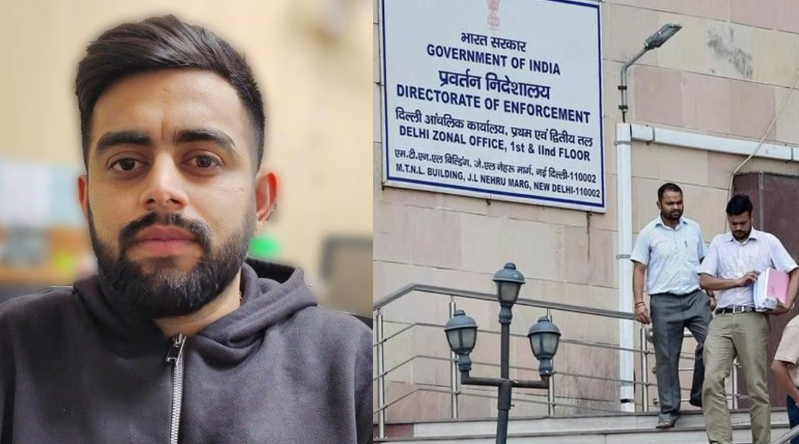 भारत सरकार
GOVERNMENT OF INDIA
प्रवर्तन निदेशालय
DIRECTORATE OF ENFORCEMENT
दिल्ली आंचलिक कार्यालय, प्रथम एवं द्वितीय तल
DELHI ZONAL OFFICE, 1st & IInd FLOOR
एम.टी.एन.एल बिल्डिंग, जे.एल नेहरू मार्ग, नई दिल्ली-110002
M.T.N.L. BUILDING, J.L NEHRU MARG, NEW DELHI-110002